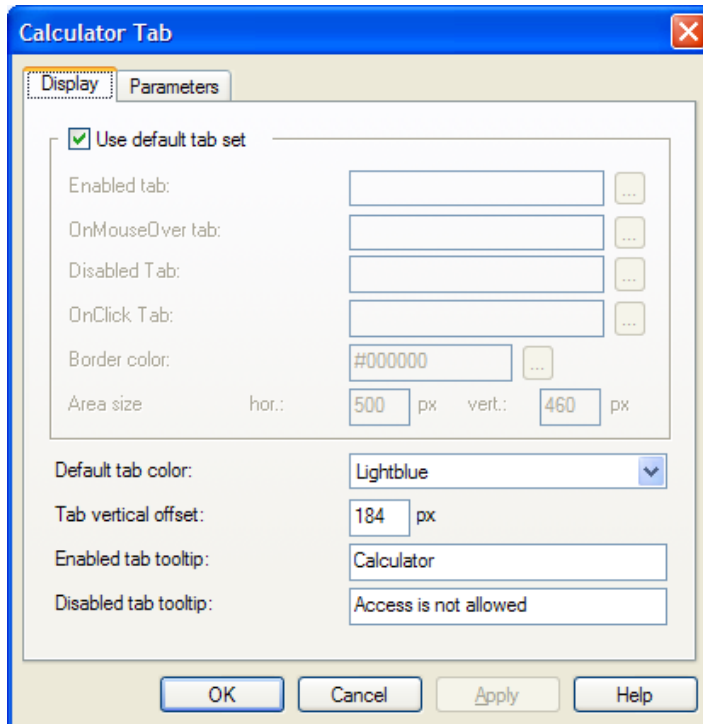 Calculator Tab
Display Parameters
Use default tab set
Enabled tab: ...
OnMouseOver tab: ...
Disabled Tab: ...
OnClick Tab: ...
Border color: #000000 ...
Area size hor.: 500 px vert.: 460 px
Default tab color: Lightblue
Tab vertical offset: 184 px
Enabled tab tooltip: Calculator
Disabled tab tooltip: Access is not allowed
OK Cancel Apply Help